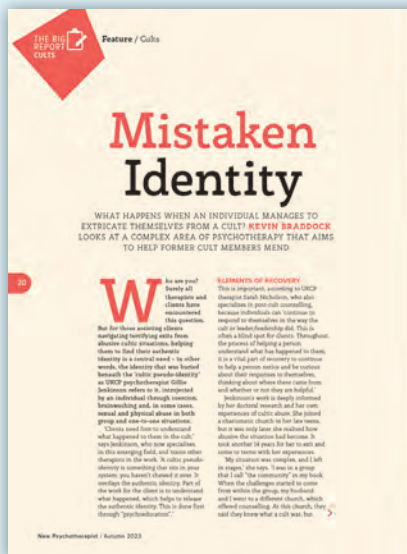 THE BIG
REPORT
CULTS
Feature / Cults
Mistaken
Identity
WHAT HAPPENS WHEN AN INDIVIDUAL MANAGES TO
EXTRICATE THEMSELVES FROM A CULT? KEVIN BRADDOCK
LOOKS AT A COMPLEX AREA OF PSYCHOTHERAPY THAT AIMS
TO HELP FORMER CULT MEMBERS MEND
20
Who are you?
Surely all
therapists and
clients have
encountered
this question.
But for those assisting clients
navigating terrifying exits from
abusive cultic situations, helping
them to find their authentic
identity is a central need – in other
words, the identity that was buried
beneath the 'cultic pseudo-identity'
as UKCP psychotherapist Gillie
Jenkinson refers to it, introjected
by an individual through coercion,
brainwashing and, in some cases,
sexual and physical abuse in both
group and one-to-one situations.
'Clients need first to understand
what happened to them in the cult,'
says Jenkinson, who now specialises
in this emerging field, and trains other
therapists in the work. 'A cultic pseudo-
identity is something that sits in your
system: you haven't chewed it over. It
overlays the authentic identity. Part of
the work for the client is to understand
what happened, which helps to release
the authentic identity. This is done first
through "psychoeducation".'
ELEMENTS OF RECOVERY
This is important, according to UKCP
therapist Sarah Nicholson, who also
specialises in post-cult counselling,
because individuals can 'continue to
respond to themselves in the way the
cult or leader/leadership did. This is
often a blind spot for clients. Throughout,
the process of helping a person
understand what has happened to them,
it is a vital part of recovery to continue
to help a person notice and be curious
about their responses to themselves,
thinking about where these came from
and whether or not they are helpful.'
Jenkinson's work is deeply informed
by her doctoral research and her own
experiences of cultic abuse. She joined
a charismatic church in her late teens,
but it was only later she realised how
abusive the situation had become. It
took another 14 years for her to exit and
come to terms with her experiences.
'My situation was complex, and I left
in stages,' she says. 'I was in a group
that I call "the community" in my book.
When the challenges started to come
from within the group, my husband
and I went to a different church, which
offered counselling. At this church, they
said they knew what a cult was, but
New Psychotherapist / Autumn 2023